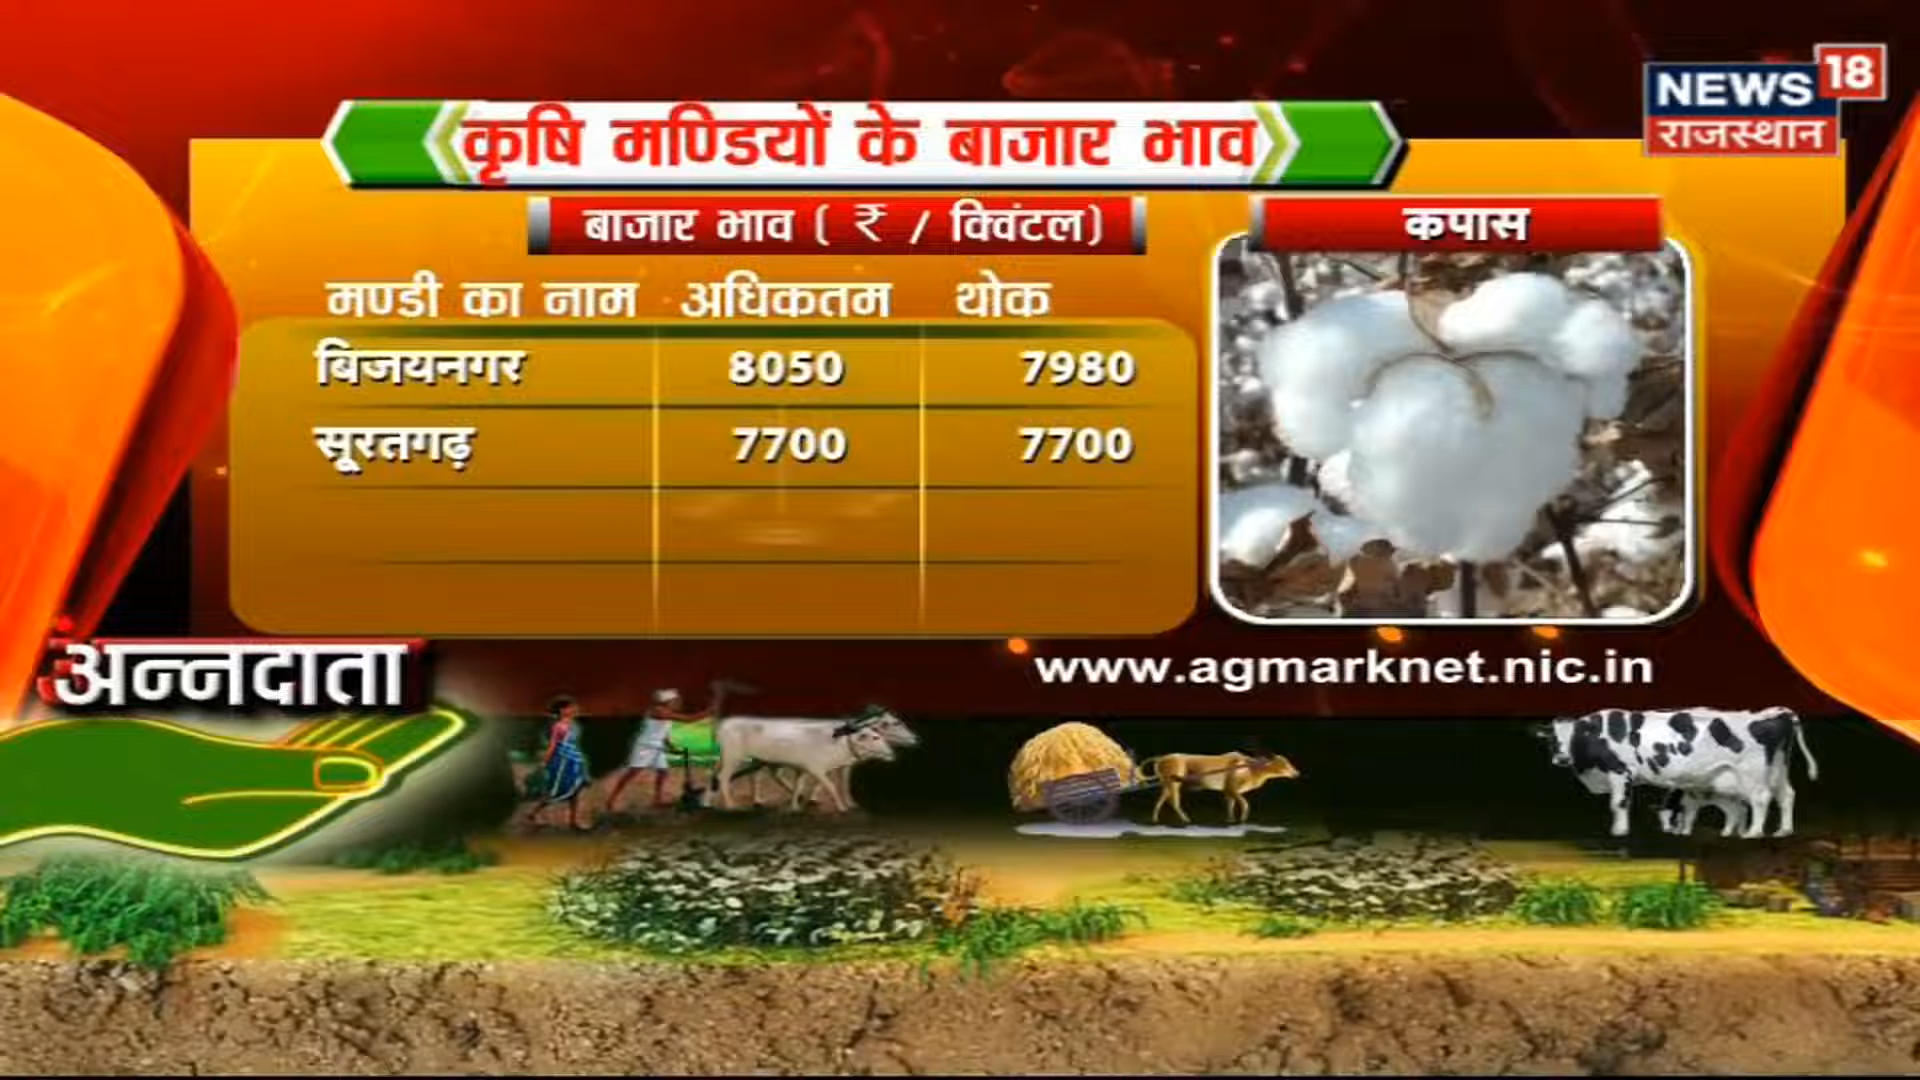 NEWS 18
राजस्थान
कृषि मण्डियों के बाजार भाव
बाजार भाव ( ₹ / क्विंटल)
कपास
मण्डी का नाम अधिकतम थोक
बिजयनगर 8050 7980
सूरतगढ़ 7700 7700
अन्नदाता
www.agmarknet.nic.in